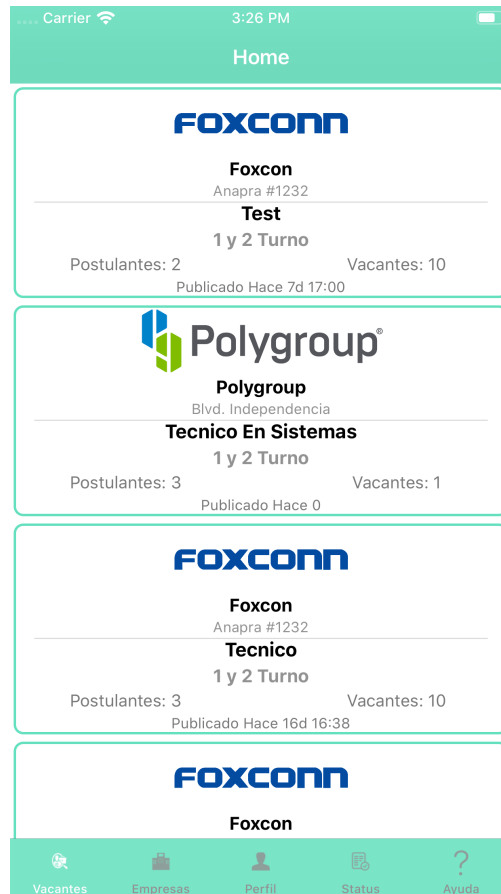 Carrier 3:26 PM
Home
FOXCONN
Foxcon
Anapra #1232
Test
1 y 2 Turno
Postulantes: 2 Vacantes: 10
Publicado Hace 7d 17:00
Polygroup®
Polygroup
Blvd. Independencia
Tecnico En Sistemas
1 y 2 Turno
Postulantes: 3 Vacantes: 1
Publicado Hace 0
FOXCONN
Foxcon
Anapra #1232
Tecnico
1 y 2 Turno
Postulantes: 3 Vacantes: 10
Publicado Hace 16d 16:38
FOXCONN
Foxcon
Vacantes Empresas Perfil Status Ayuda